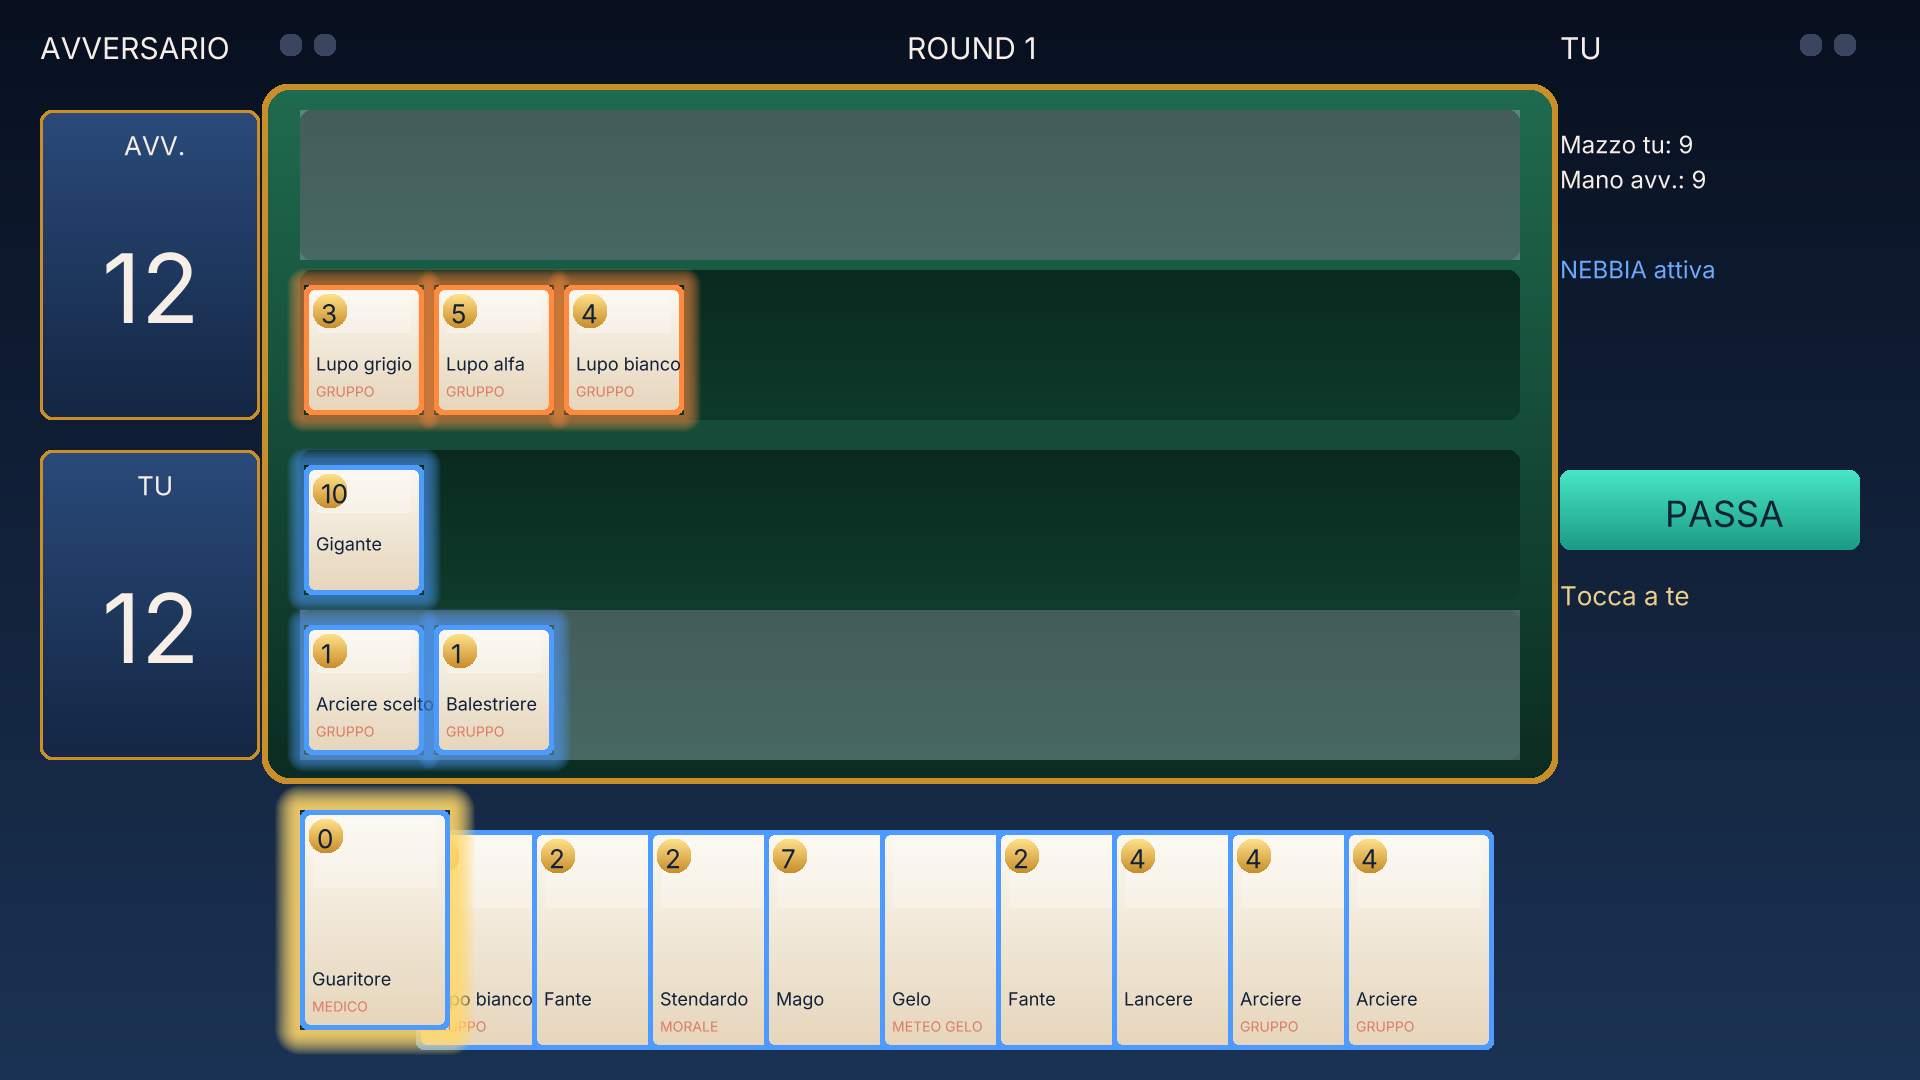 AVVERSARIO
ROUND 1
TU
AVV.
12
Mazzo tu: 9
Mano avv.: 9
NEBBIA attiva
3
Lupo grigio
GRUPPO
5
Lupo alfa
GRUPPO
4
Lupo bianco
GRUPPO
TU
12
10
Gigante
PASSA
Tocca a te
1
Arciere scelto
GRUPPO
1
Balestriere
GRUPPO
0
Guaritore
MEDICO
bianco
2
Fante
2
Stendardo
MORALE
7
Mago
Gelo
METEO GELO
2
Fante
4
Lancere
4
Arciere
GRUPPO
4
Arciere
GRUPPO